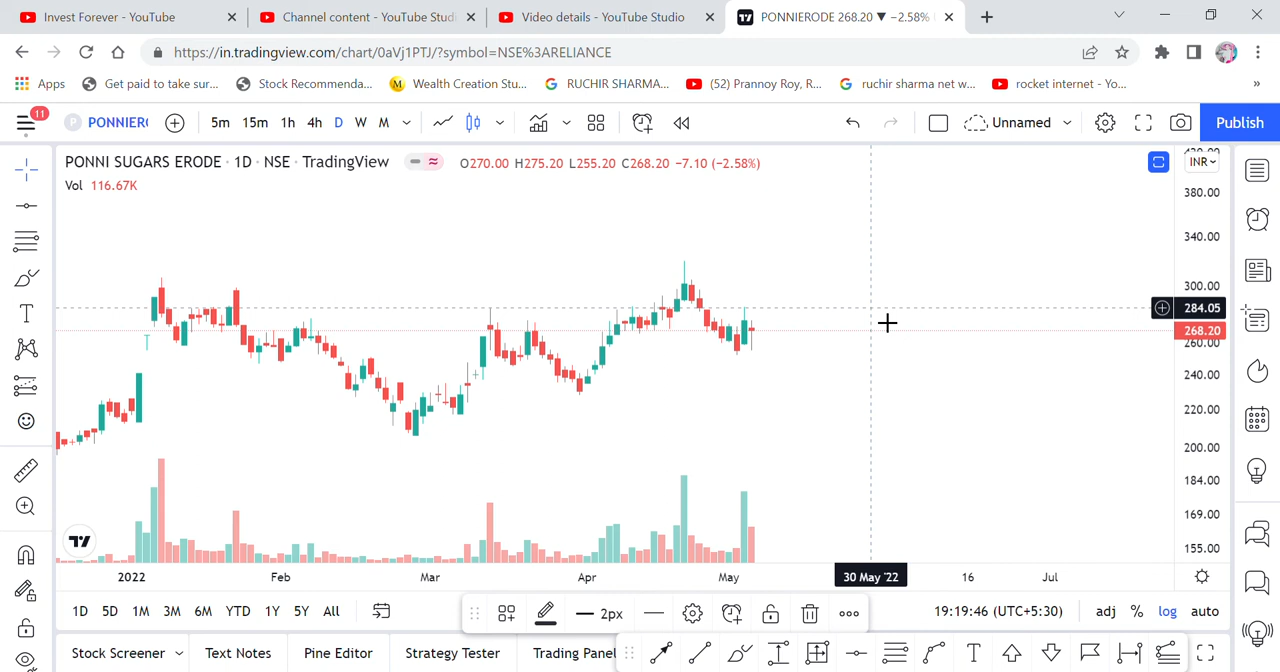 Invest Forever - YouTube
Channel content - YouTube Studi
Video details - YouTube Studio
PONNIERODE 268.20 ▼ −2.58%
https://in.tradingview.com/chart/0aVj1PTJ/?symbol=NSE%3ARELIANCE
Apps Get paid to take sur... Stock Recommenda... Wealth Creation Stu... RUCHIR SHARMA... (52) Prannoy Roy, R... ruchir sharma net w... rocket internet - Yo... »
11 P PONNIER 5m 15m 1h 4h D W M Unnamed Publish
PONNI SUGARS ERODE · 1D · NSE · TradingView O270.00 H275.20 L255.20 C268.20 −7.10 (−2.58%) INR
Vol 116.67K
380.00
340.00
300.00
284.05
268.20
260.00
240.00
220.00
200.00
184.00
169.00
155.00
2022 Feb Mar Apr May 30 May '22 16 Jul
1D 5D 1M 3M 6M YTD 1Y 5Y All 2px 19:19:46 (UTC+5:30) adj % log auto
Stock Screener Text Notes Pine Editor Strategy Tester Trading Panel